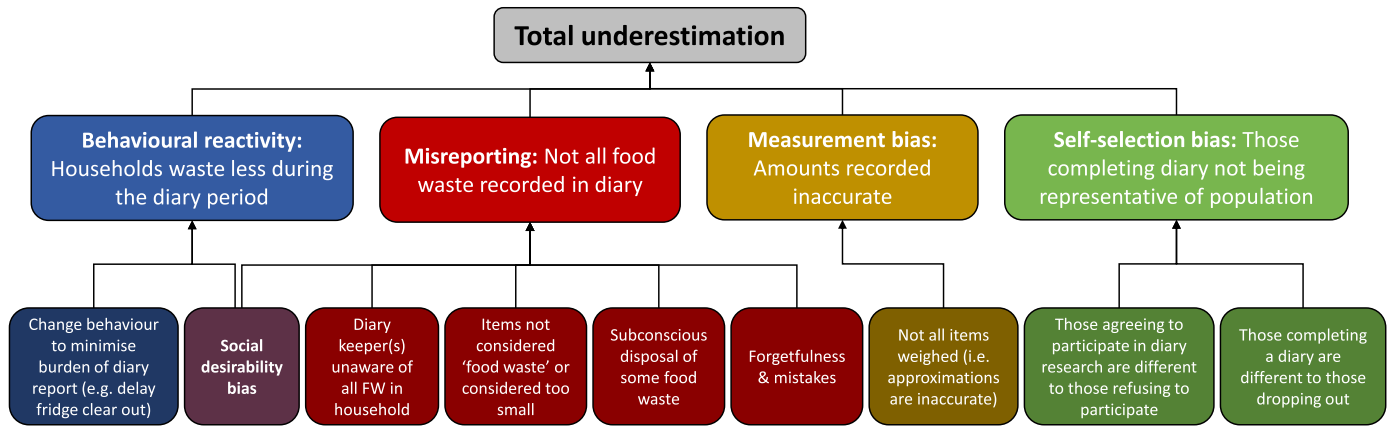 Total underestimation
Behavioural reactivity:
Households waste less during
the diary period
Misreporting: Not all food
waste recorded in diary
Measurement bias:
Amounts recorded
inaccurate
Self-selection bias: Those
completing diary not being
representative of population
Change behaviour
to minimise
burden of diary
report (e.g. delay
fridge clear out)
Social
desirability
bias
Diary
keeper(s)
unaware of
all FW in
household
Items not
considered
‘food waste’ or
considered too
small
Subconscious
disposal of
some food
waste
Forgetfulness
& mistakes
Not all items
weighed (i.e.
approximations
are inaccurate)
Those agreeing to
participate in diary
research are different
to those refusing to
participate
Those completing
a diary are
different to those
dropping out